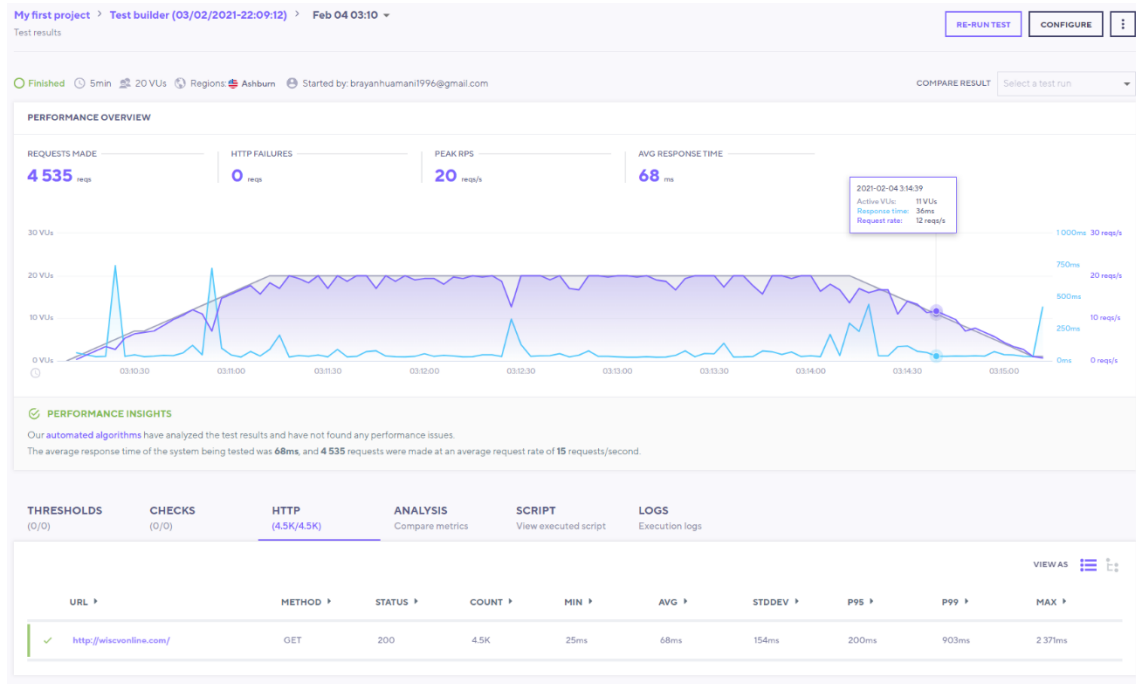 My first project > Test builder (03/02/2021-22:09:12) > Feb 04 03:10
Test results
RE-RUN TEST CONFIGURE
Finished 5min 20 VUs Regions: Ashburn Started by: brayanhuamani1996@gmail.com
COMPARE RESULT Select a test run
PERFORMANCE OVERVIEW
REQUESTS MADE HTTP FAILURES PEAK RPS AVG RESPONSE TIME
4 535 reqs 0 reqs 20 reqs/s 68 ms
2021-02-04 3:14:39
Active VUs: 11 VUs
Response time: 36ms
Request rate: 12 reqs/s
30 VUs 1 000ms 30 reqs/s
750ms
20 VUs 20 reqs/s
500ms
10 VUs 10 reqs/s
250ms
0 VUs 0ms 0 reqs/s
03:10:30 03:11:00 03:11:30 03:12:00 03:12:30 03:13:00 03:13:30 03:14:00 03:14:30 03:15:00
PERFORMANCE INSIGHTS
Our automated algorithms have analyzed the test results and have not found any performance issues.
The average response time of the system being tested was 68ms, and 4 535 requests were made at an average request rate of 15 requests/second.
THRESHOLDS CHECKS HTTP ANALYSIS SCRIPT LOGS
(0/0) (0/0) (4.5K/4.5K) Compare metrics View executed script Execution logs
VIEW AS
URL METHOD STATUS COUNT MIN AVG STDDEV P95 P99 MAX
http://wiscvonline.com/ GET 200 4.5K 25ms 68ms 154ms 200ms 903ms 2 371ms